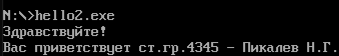 N:\>hello2.exe
Здравствуйте!
Вас приветствует ст.гр.4345 - Пикалев Н.Г.